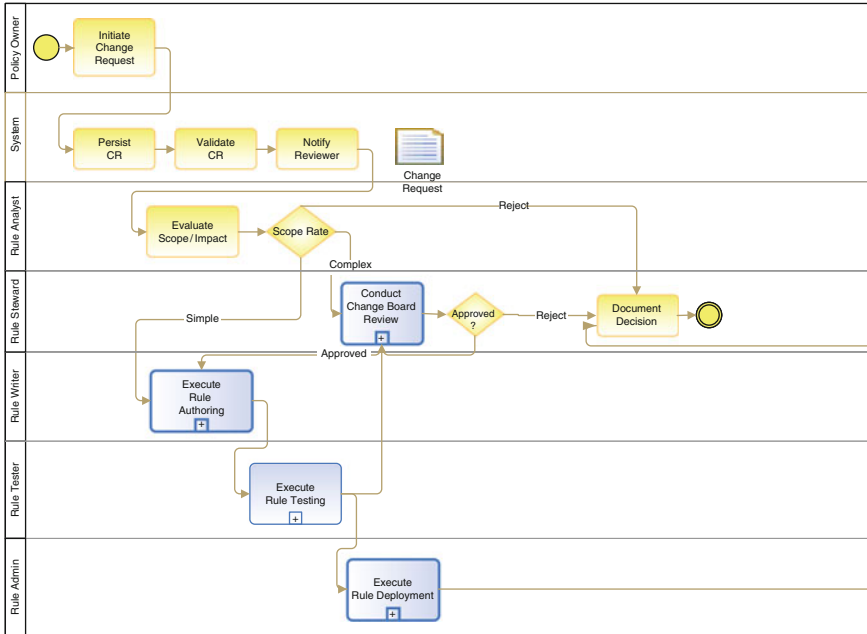 Policy Owner
Initiate
Change
Request
System
Persist
CR
Validate
CR
Notify
Reviewer
Change
Request
Rule Analyst
Evaluate
Scope/Impact
Scope Rate
Reject
Complex
Rule Steward
Simple
Conduct
Change Board
Review
+
Approved
?
Reject
Document
Decision
Approved
Rule Writer
Execute
Rule
Authoring
+
Rule Tester
Execute
Rule Testing
+
Rule Admin
Execute
Rule Deployment
+